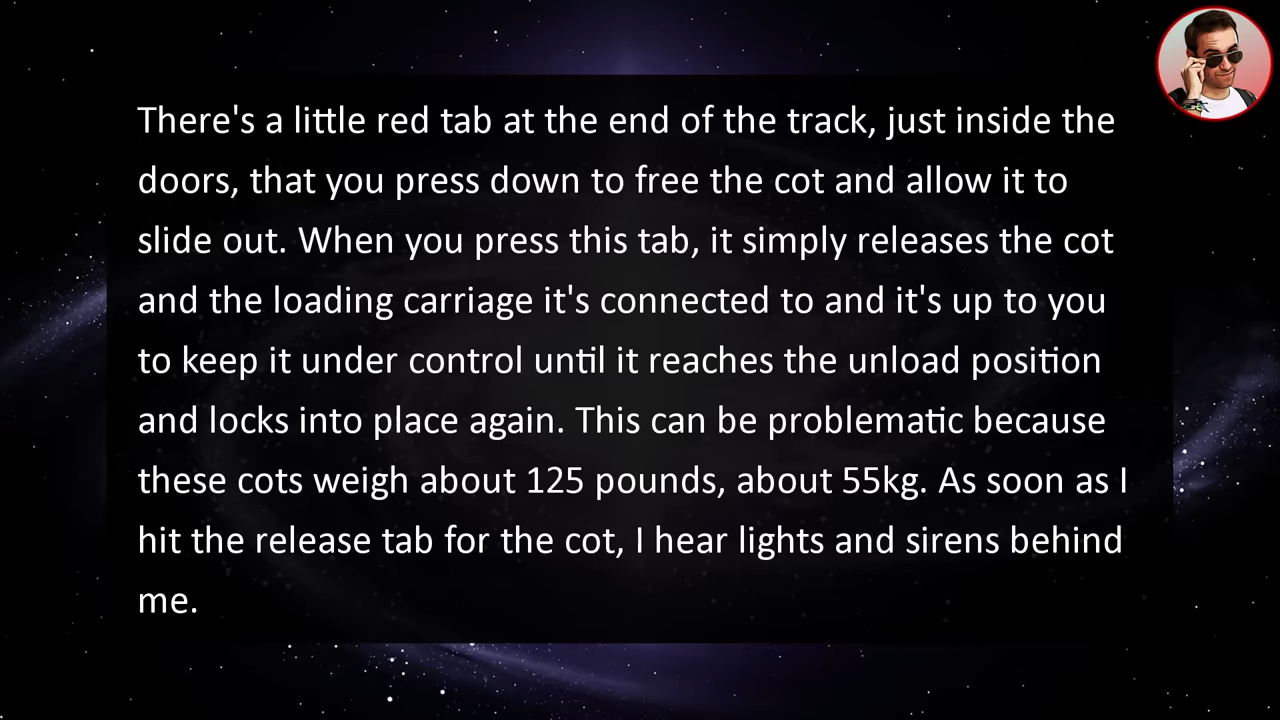 There's a little red tab at the end of the track, just inside the
doors, that you press down to free the cot and allow it to
slide out. When you press this tab, it simply releases the cot
and the loading carriage it's connected to and it's up to you
to keep it under control until it reaches the unload position
and locks into place again. This can be problematic because
these cots weigh about 125 pounds, about 55kg. As soon as I
hit the release tab for the cot, I hear lights and sirens behind
me.